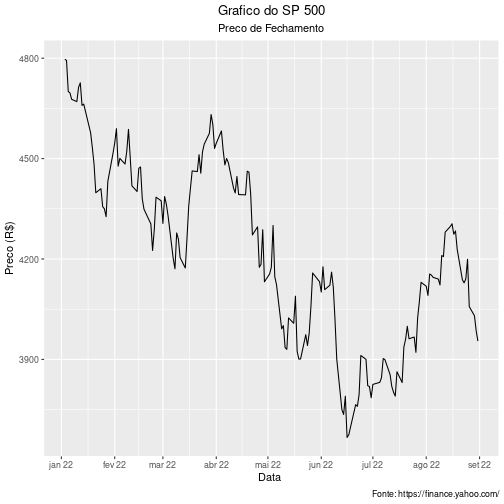 Grafico do SP 500
Preco de Fechamento
Preco (R$)
4800
4500
4200
3900
jan 22 fev 22 mar 22 abr 22 mai 22 jun 22 jul 22 ago 22 set 22
Data
Fonte: https://finance.yahoo.com/